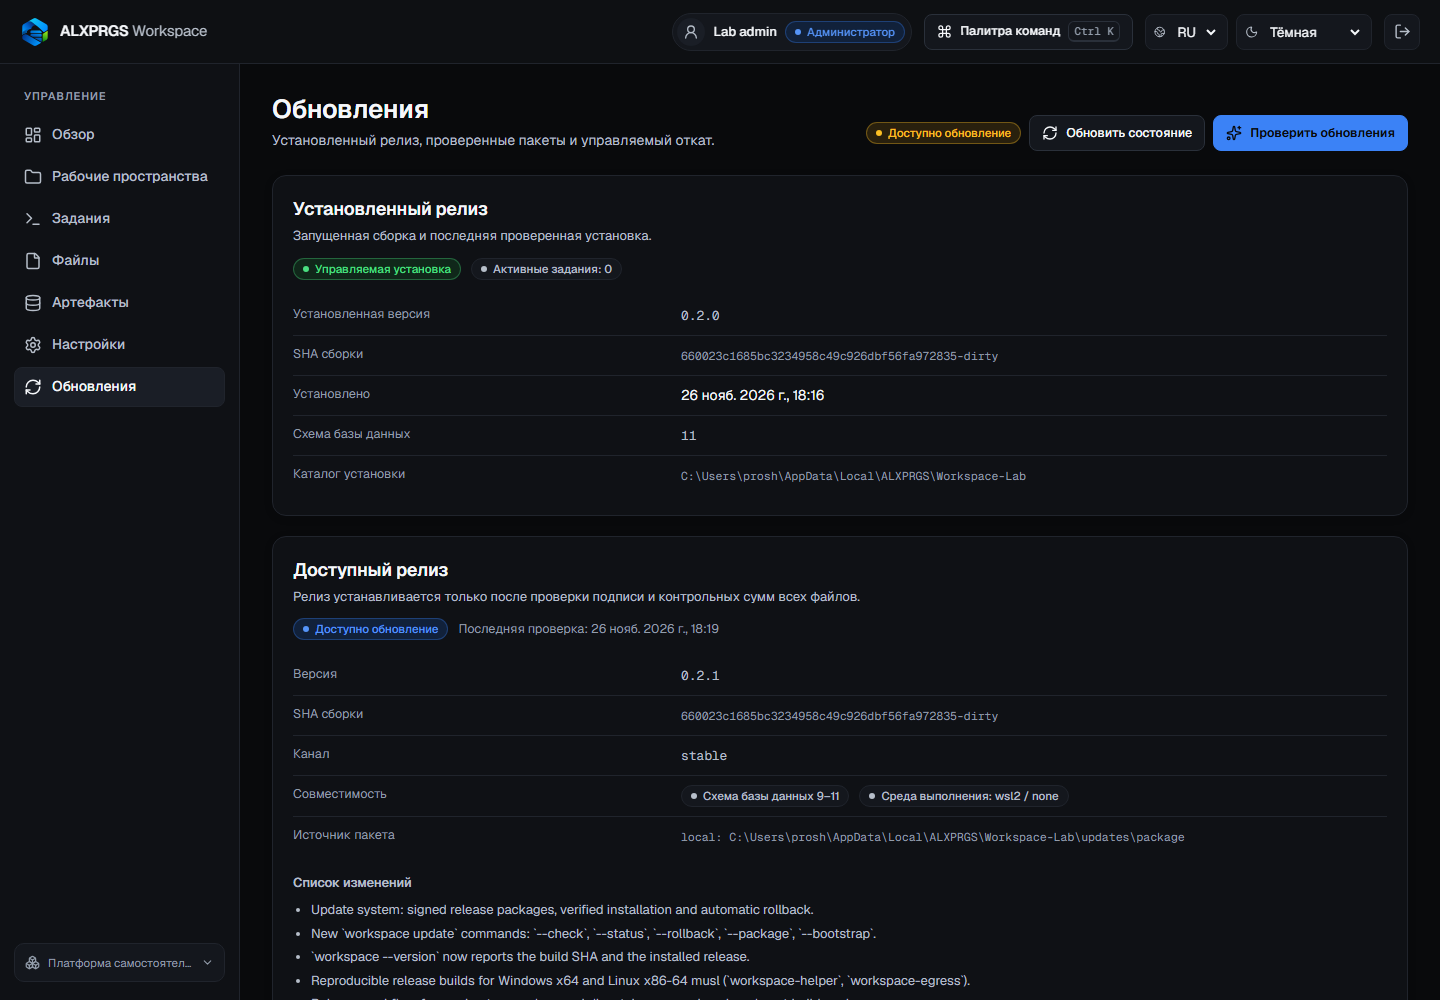 ALXPRGS Workspace
Lab admin
Администратор
Палитра команд
Ctrl K
RU
Тёмная
УПРАВЛЕНИЕ
Обзор
Рабочие пространства
Задания
Файлы
Артефакты
Настройки
Обновления
Платформа самостоятел...
Обновления
Установленный релиз, проверенные пакеты и управляемый откат.
Доступно обновление
Обновить состояние
Проверить обновления
Установленный релиз
Запущенная сборка и последняя проверенная установка.
Управляемая установка
Активные задания: 0
Установленная версия
0.2.0
SHA сборки
660023c1685bc3234958c49c926dbf56fa972835-dirty
Установлено
26 нояб. 2026 г., 18:16
Схема базы данных
11
Каталог установки
C:\Users\prosh\AppData\Local\ALXPRGS\Workspace-Lab
Доступный релиз
Релиз устанавливается только после проверки подписи и контрольных сумм всех файлов.
Доступно обновление
Последняя проверка: 26 нояб. 2026 г., 18:19
Версия
0.2.1
SHA сборки
660023c1685bc3234958c49c926dbf56fa972835-dirty
Канал
stable
Совместимость
Схема базы данных 9–11
Среда выполнения: wsl2 / none
Источник пакета
local: C:\Users\prosh\AppData\Local\ALXPRGS\Workspace-Lab\updates\package
Список изменений
• Update system: signed release packages, verified installation and automatic rollback.
• New `workspace update` commands: `--check`, `--status`, `--rollback`, `--package`, `--bootstrap`.
• `workspace --version` now reports the build SHA and the installed release.
• Reproducible release builds for Windows x64 and Linux x86-64 musl (`workspace-helper`, `workspace-egress`).